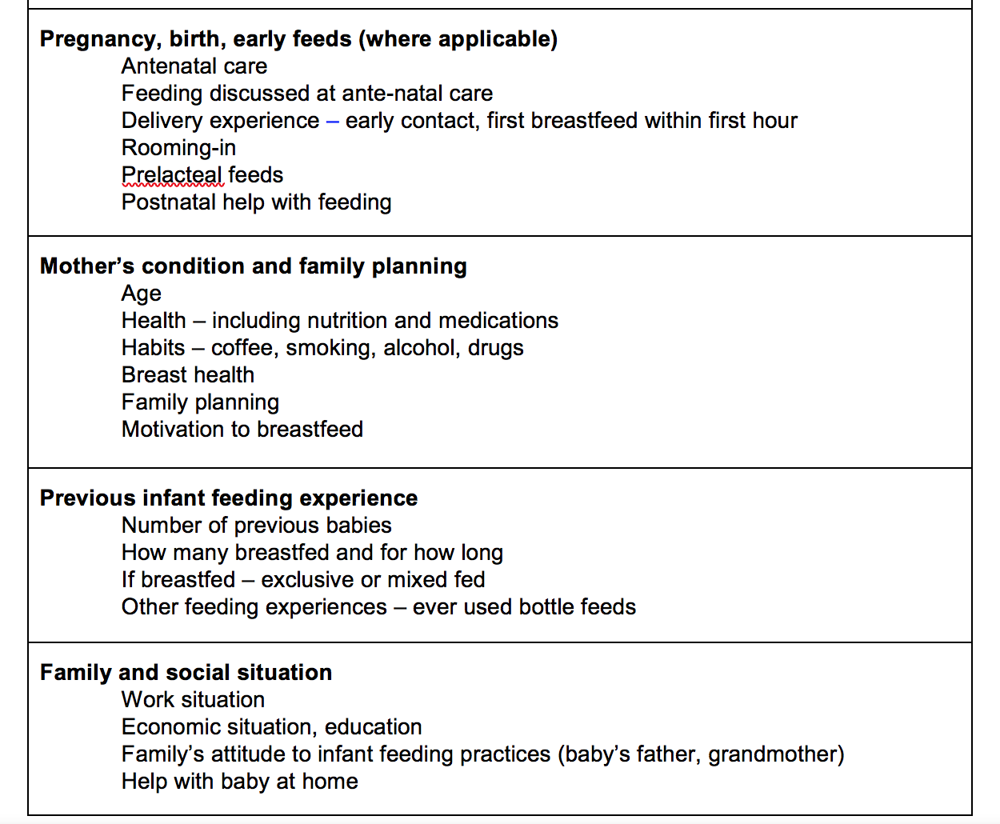 Pregnancy, birth, early feeds (where applicable)
Antenatal care
Feeding discussed at ante-natal care
Delivery experience – early contact, first breastfeed within first hour
Rooming-in
Prelacteal feeds
Postnatal help with feeding
Mother’s condition and family planning
Age
Health – including nutrition and medications
Habits – coffee, smoking, alcohol, drugs
Breast health
Family planning
Motivation to breastfeed
Previous infant feeding experience
Number of previous babies
How many breastfed and for how long
If breastfed – exclusive or mixed fed
Other feeding experiences – ever used bottle feeds
Family and social situation
Work situation
Economic situation, education
Family’s attitude to infant feeding practices (baby’s father, grandmother)
Help with baby at home